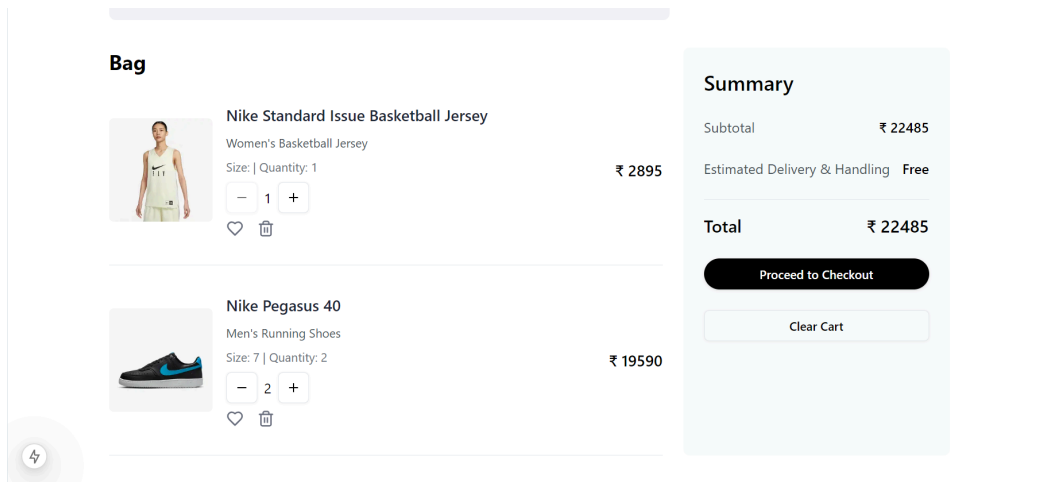 Bag
Nike Standard Issue Basketball Jersey
Women's Basketball Jersey
Size: | Quantity: 1
₹ 2895
1
Nike Pegasus 40
Men's Running Shoes
Size: 7 | Quantity: 2
₹ 19590
2
Summary
Subtotal ₹ 22485
Estimated Delivery & Handling Free
Total ₹ 22485
Proceed to Checkout
Clear Cart